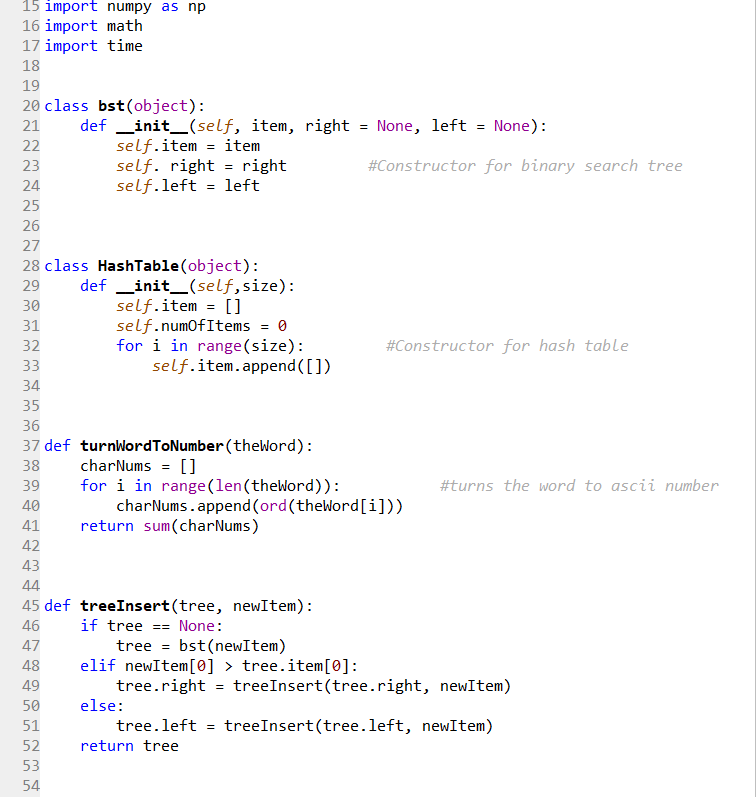 15 import numpy as np
16 import math
17 import time
18
19
20 class bst(object):
21     def __init__(self, item, right = None, left = None):
22         self.item = item
23         self. right = right         #Constructor for binary search tree
24         self.left = left
25
26
27
28 class HashTable(object):
29     def __init__(self,size):
30         self.item = []
31         self.numOfItems = 0
32         for i in range(size):         #Constructor for hash table
33             self.item.append([])
34
35
36
37 def turnWordToNumber(theWord):
38     charNums = []
39     for i in range(len(theWord)):           #turns the word to ascii number
40         charNums.append(ord(theWord[i]))
41     return sum(charNums)
42
43
44
45 def treeInsert(tree, newItem):
46     if tree == None:
47         tree = bst(newItem)
48     elif newItem[0] > tree.item[0]:
49         tree.right = treeInsert(tree.right, newItem)
50     else:
51         tree.left = treeInsert(tree.left, newItem)
52     return tree
53
54